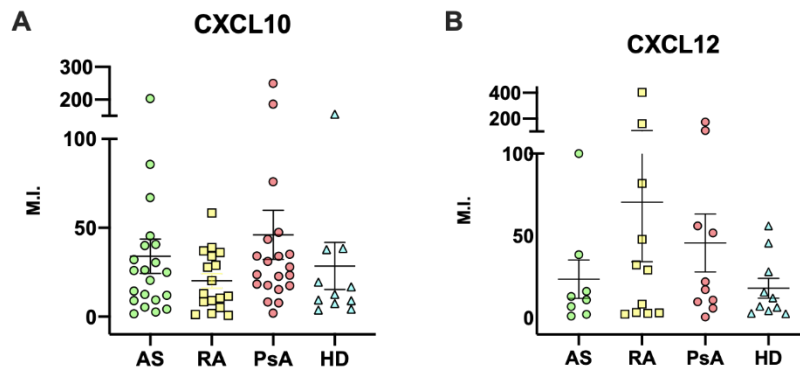 A
CXCL10
300
200
100
50
0
M.I.
AS RA PsA HD
B
CXCL12
400
200
100
50
0
M.I.
AS RA PsA HD